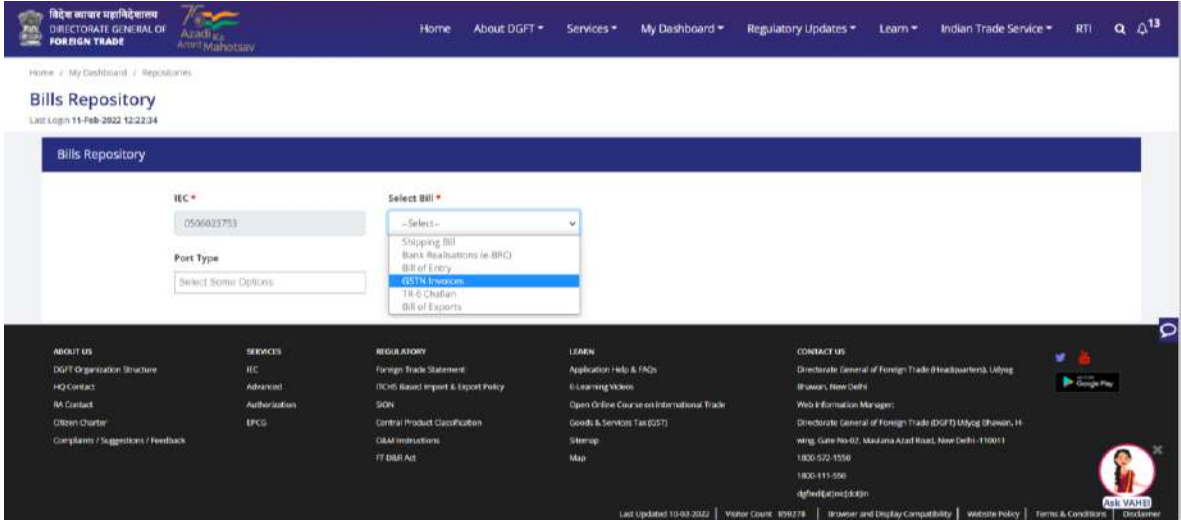 विदेश व्यापार महानिदेशालय
DIRECTORATE GENERAL OF
FOREIGN TRADE
Azadi Ka
Amrit Mahotsav
Home About DGFT Services My Dashboard Regulatory Updates Learn Indian Trade Service RTI 13
Home / My Dashboard / Repositories
Bills Repository
Last Login 11-Feb-2022 12:22:34
Bills Repository
IEC * Select Bill *
0506023753 --Select--
Shipping Bill
Bank Realisations (e-BRC)
Bill of Entry
GSTN Invoices
TR-6 Challan
Bill of Exports
Port Type
Select Some Options
ABOUT US SERVICES REGULATORY LEARN CONTACT US
DGFT Organization Structure IEC Foreign Trade Statement Application Help & FAQs Directorate General of Foreign Trade (Headquarters), Udyog
HQ Contact Advanced ITCHS Based Import & Export Policy E-Learning Videos Bhawan, New Delhi
RA Contact Authorization SION Open Online Course on International Trade Web Information Manager:
Citizen Charter EPCG Central Product Classification Goods & Services Tax (GST) Directorate General of Foreign Trade (DGFT) Udyog Bhawan, H-
Complaints / Suggestions / Feedback Instructions Sitemap wing, Gate No-02, Maulana Azad Road, New Delhi -110011
FT D&R Act Map 1800-572-1550
1800-111-550
Google Play
Ask VAHEI
Last Updated 10-03-2022 Visitor Count 859278 Browser and Display Compatibility Website Policy Terms & Conditions Disclaimer